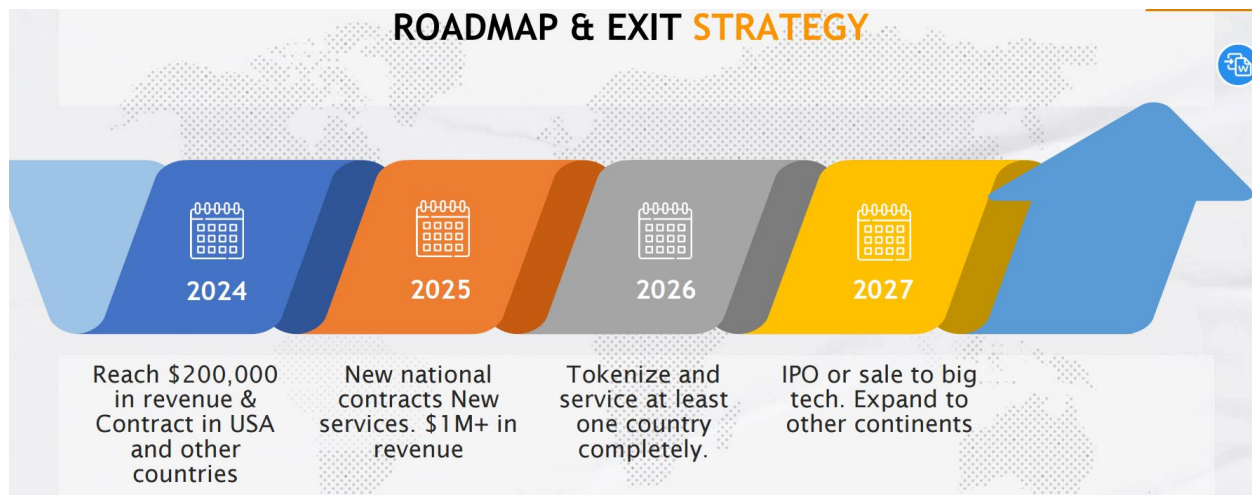 ROADMAP & EXIT STRATEGY
W
2024
2025
2026
2027
Reach $200,000
in revenue &
Contract in USA
and other
countries
New national
contracts New
services. $1M+ in
revenue
Tokenize and
service at least
one country
completely.
IPO or sale to big
tech. Expand to
other continents